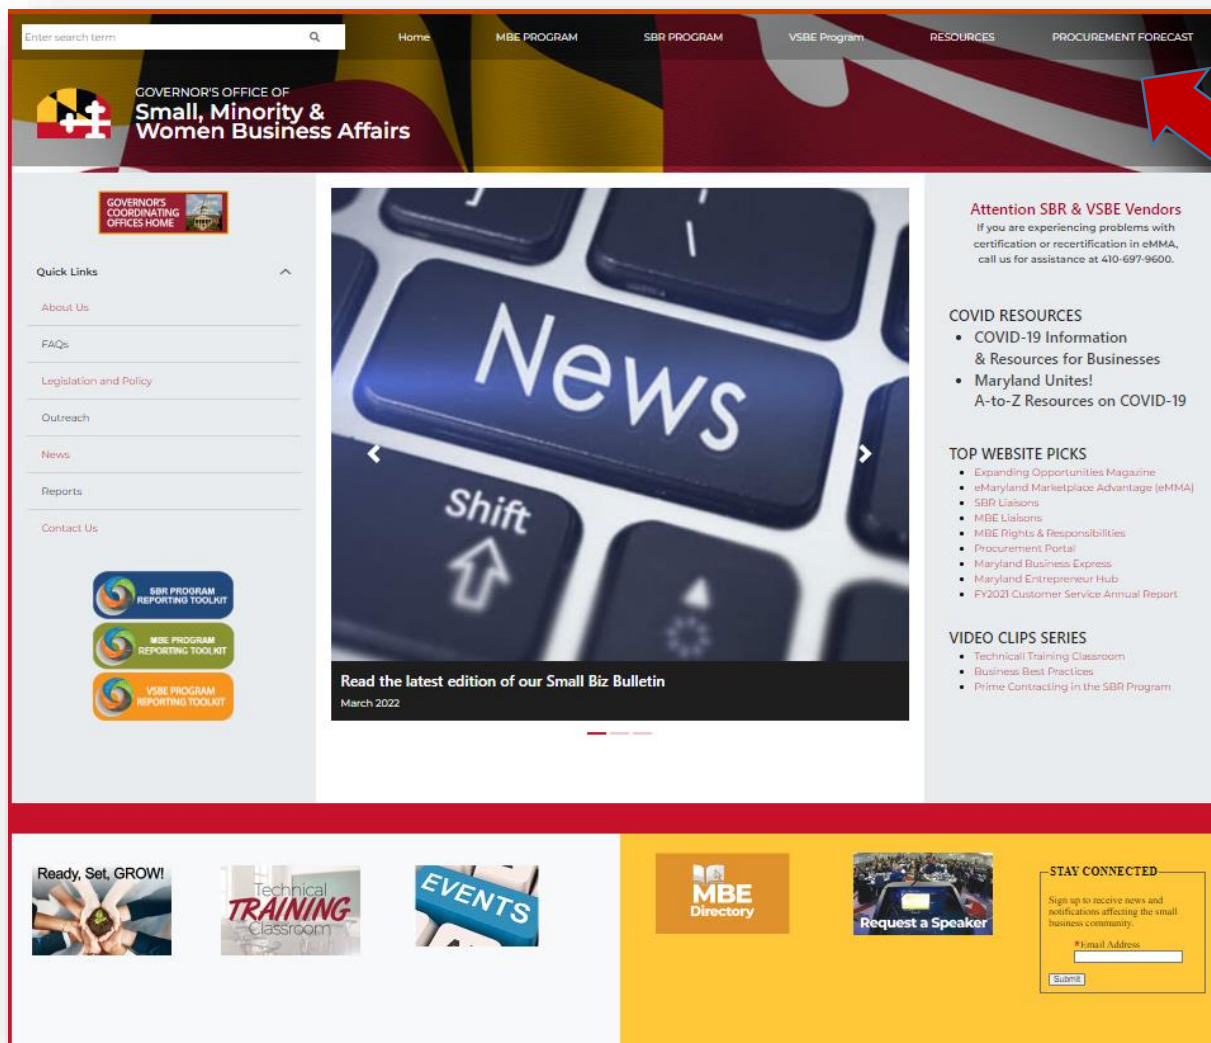 Enter search term
Home
MBE PROGRAM
SBR PROGRAM
VSBE Program
RESOURCES
PROCUREMENT FORECAST
GOVERNOR'S OFFICE OF
Small, Minority &
Women Business Affairs
GOVERNOR'S
COORDINATING
OFFICES HOME
Quick Links
About Us
FAQs
Legislation and Policy
Outreach
News
Reports
Contact Us
SBR PROGRAM
REPORTING TOOLKIT
MBE PROGRAM
REPORTING TOOLKIT
VSBE PROGRAM
REPORTING TOOLKIT
News
Shift
Read the latest edition of our Small Biz Bulletin
March 2022
Attention SBR & VSBE Vendors
If you are experiencing problems with
certification or recertification in eMMA,
call us for assistance at 410-697-9600.
COVID RESOURCES
• COVID-19 Information
& Resources for Businesses
• Maryland Unites!
A-to-Z Resources on COVID-19
TOP WEBSITE PICKS
• Expanding Opportunities Magazine
• eMaryland Marketplace Advantage (eMMA)
• SBR Liaisons
• MBE Liaisons
• MBE Rights & Responsibilities
• Procurement Portal
• Maryland Business Express
• Maryland Entrepreneur Hub
• FY2021 Customer Service Annual Report
VIDEO CLIPS SERIES
• Technicall Training Classroom
• Business Best Practices
• Prime Contracting in the SBR Program
Ready, Set, GROW!
Technical
TRAINING
Classroom
EVENTS
MBE
Directory
Request a Speaker
STAY CONNECTED
Sign up to receive news and
notifications affecting the small
business community.
*Email Address
Submit